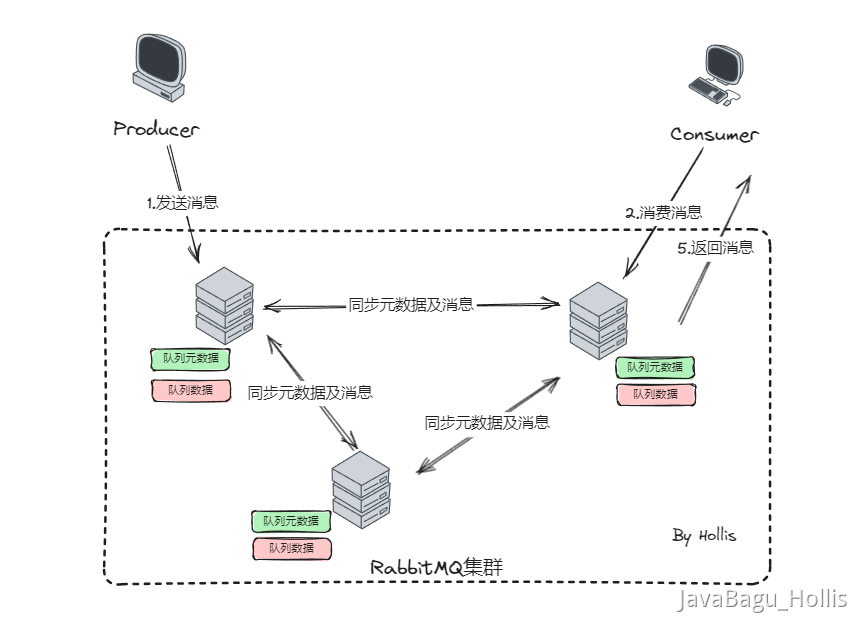 Producer
Consumer
1.发送消息
2.消费消息
5.返回消息
同步元数据及消息
队列元数据
队列数据
队列元数据
队列数据
同步元数据及消息
同步元数据及消息
队列元数据
队列数据
By Hollis
RabbitMQ集群
JavaBagu_Hollis